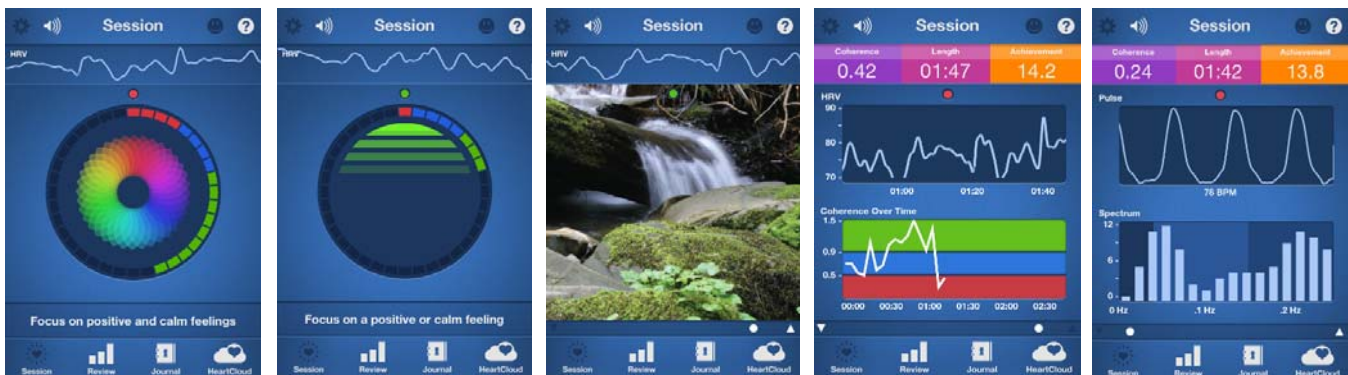 Session
?
HRV
Focus on positive and calm feelings
Session Review Journal HeartCloud
Session
?
HRV
Focus on a positive or calm feeling
Session Review Journal HeartCloud
Session
?
HRV
Session Review Journal HeartCloud
Session
?
Coherence Length Achievement
0.42 01:47 14.2
HRV
90
80
70
01:00 01:20 01:40
Coherence Over Time
1.5
0.9
0.5
00:00 00:30 01:00 01:30 02:00 02:30
Session Review Journal HeartCloud
Session
?
Coherence Length Achievement
0.24 01:42 13.8
Pulse
76 BPM
Spectrum
12
6
0
0 Hz .1 Hz .2 Hz
Session Review Journal HeartCloud